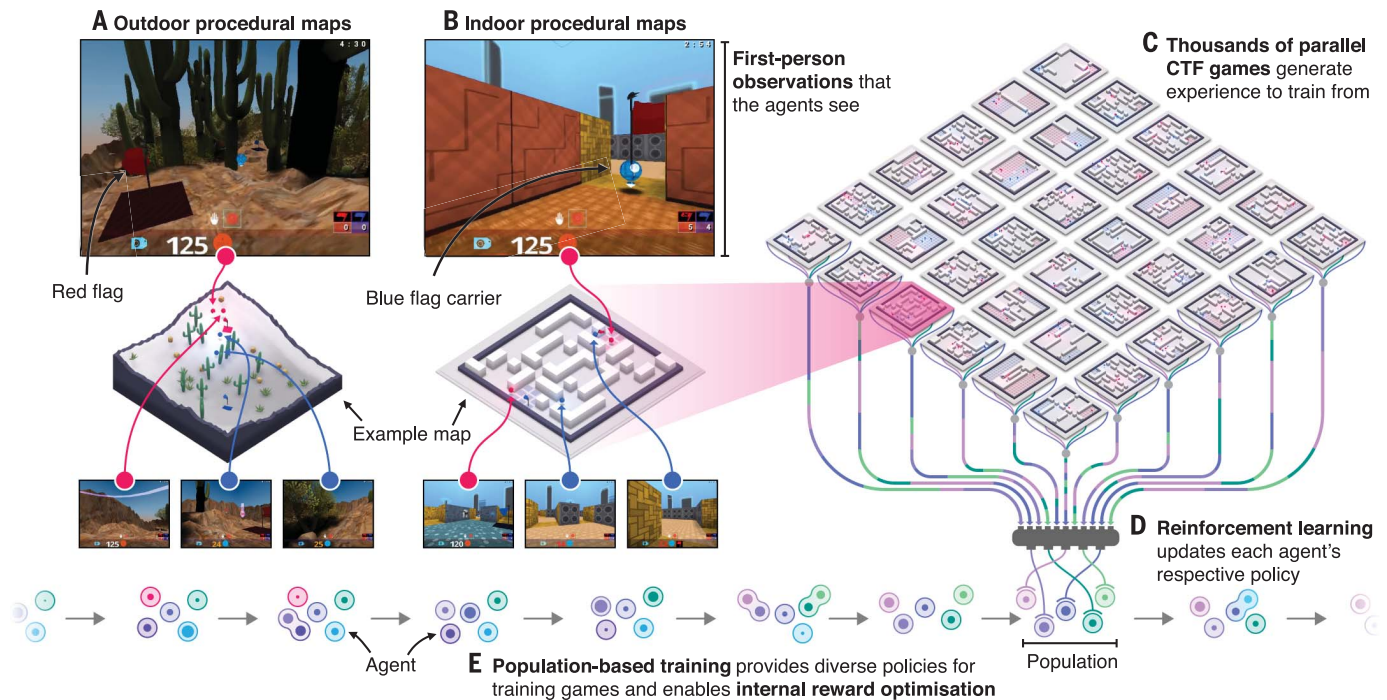 A Outdoor procedural maps
4:30
125
0 0
Red flag
B Indoor procedural maps
2:54
125
5 4
Blue flag carrier
First-person
observations that
the agents see
C Thousands of parallel
CTF games generate
experience to train from
Example map
125
24
25
120
D Reinforcement learning
updates each agent's
respective policy
Agent
Population
E Population-based training provides diverse policies for
training games and enables internal reward optimisation